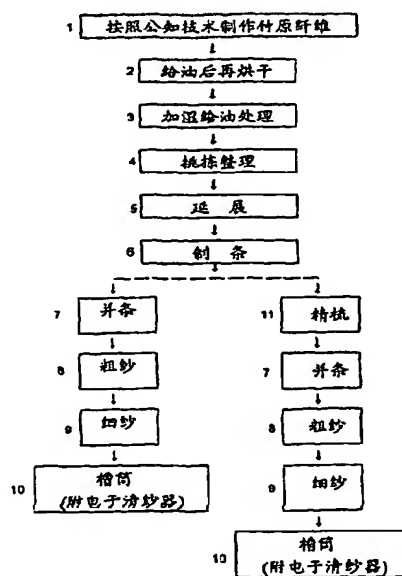 1 按照公知技术制作竹原纤维
2 给油后再烘干
3 加湿给油处理
4 挑拣整理
5 延 展
6 制 条
7 并条
8 粗纱
9 细纱
10 槽筒
(附电子清纱器)
11 精梳
7 并条
8 粗纱
9 细纱
10 槽筒
(附电子清纱器)